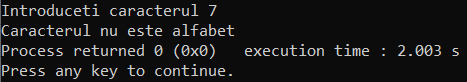 Introduceti caracterul 7
Caracterul nu este alfabet
Process returned 0 (0x0)   execution time : 2.003 s
Press any key to continue.